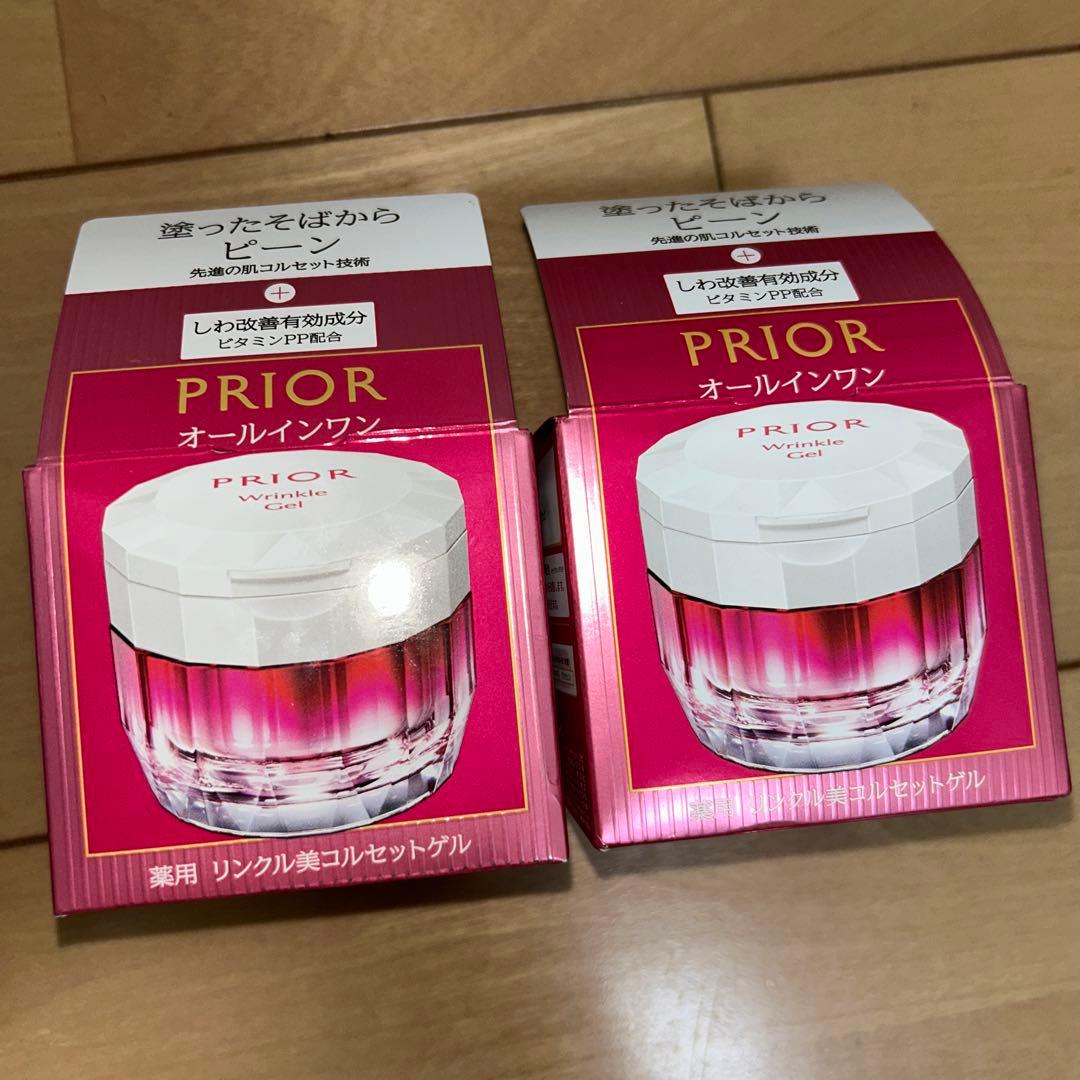 塗ったそばから
ピーン
先進の肌コルセット技術
+
しわ改善有効成分
ビタミンPP配合
PRIOR
オールインワン
PRIOR
Wrinkle
Gel
薬用 リンクル美コルセットゲル
塗ったそばから
ピーン
先進の肌コルセット技術
+
しわ改善有効成分
ビタミンPP配合
PRIOR
オールインワン
PRIOR
Wrinkle
Gel
薬用 リンクル美コルセットゲル